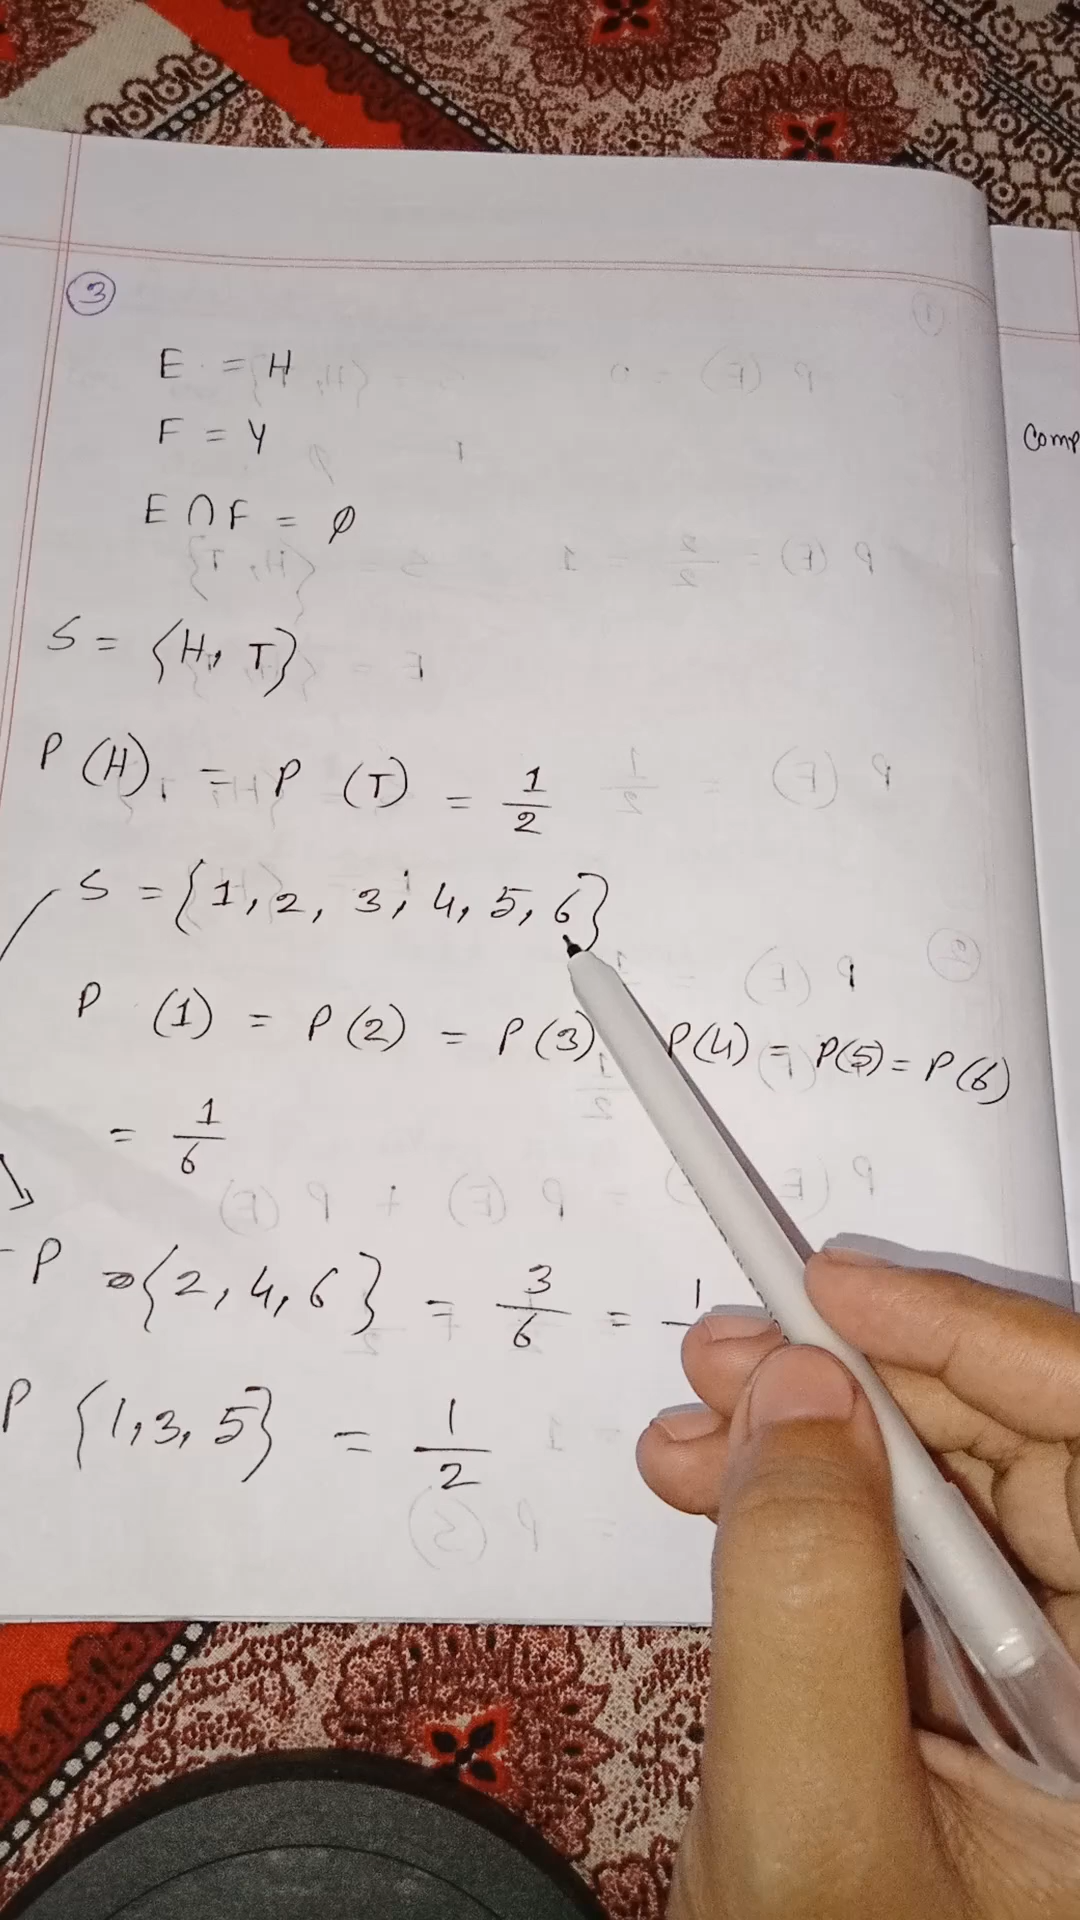 3
E = H
F = Y
E ∩ F = φ
S = {H, T}
P (H) = P (T) = 1/2
S = {1, 2, 3, 4, 5, 6}
P (1) = P(2) = P(3) P(4) = P(5) = P(6)
= 1/6
P {2, 4, 6} = 3/6 = 1
P {1, 3, 5} = 1/2
Comp